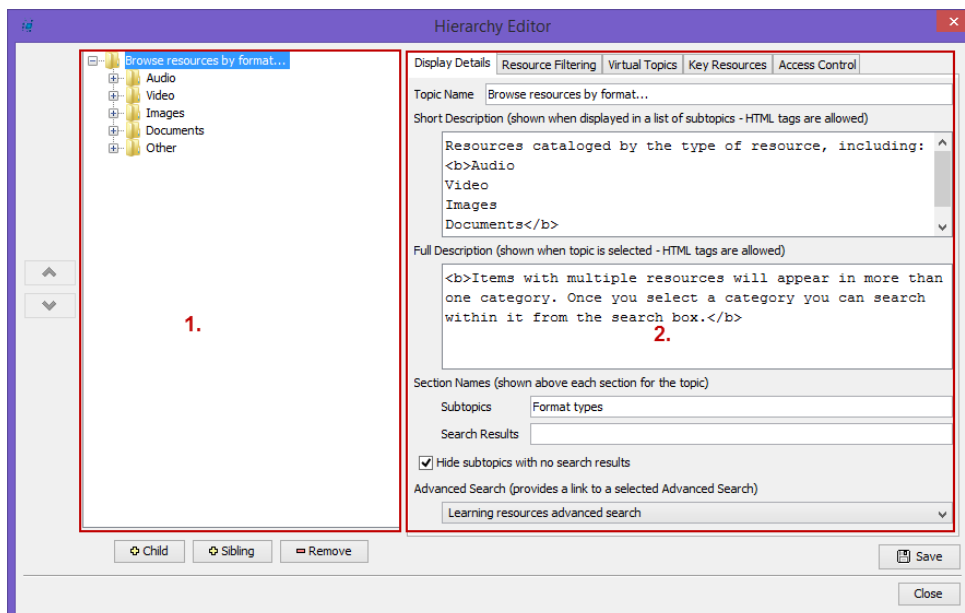 Hierarchy Editor
Browse resources by format...
Audio
Video
Images
Documents
Other
1.
Child
Sibling
Remove
Display Details
Resource Filtering
Virtual Topics
Key Resources
Access Control
Topic Name
Browse resources by format...
Short Description (shown when displayed in a list of subtopics - HTML tags are allowed)
Resources cataloged by the type of resource, including:
<b>Audio
Video
Images
Documents</b>
Full Description (shown when topic is selected - HTML tags are allowed)
<b>Items with multiple resources will appear in more than
one category. Once you select a category you can search
within it from the search box.</b>
2.
Section Names (shown above each section for the topic)
Subtopics
Format types
Search Results
Hide subtopics with no search results
Advanced Search (provides a link to a selected Advanced Search)
Learning resources advanced search
Save
Close